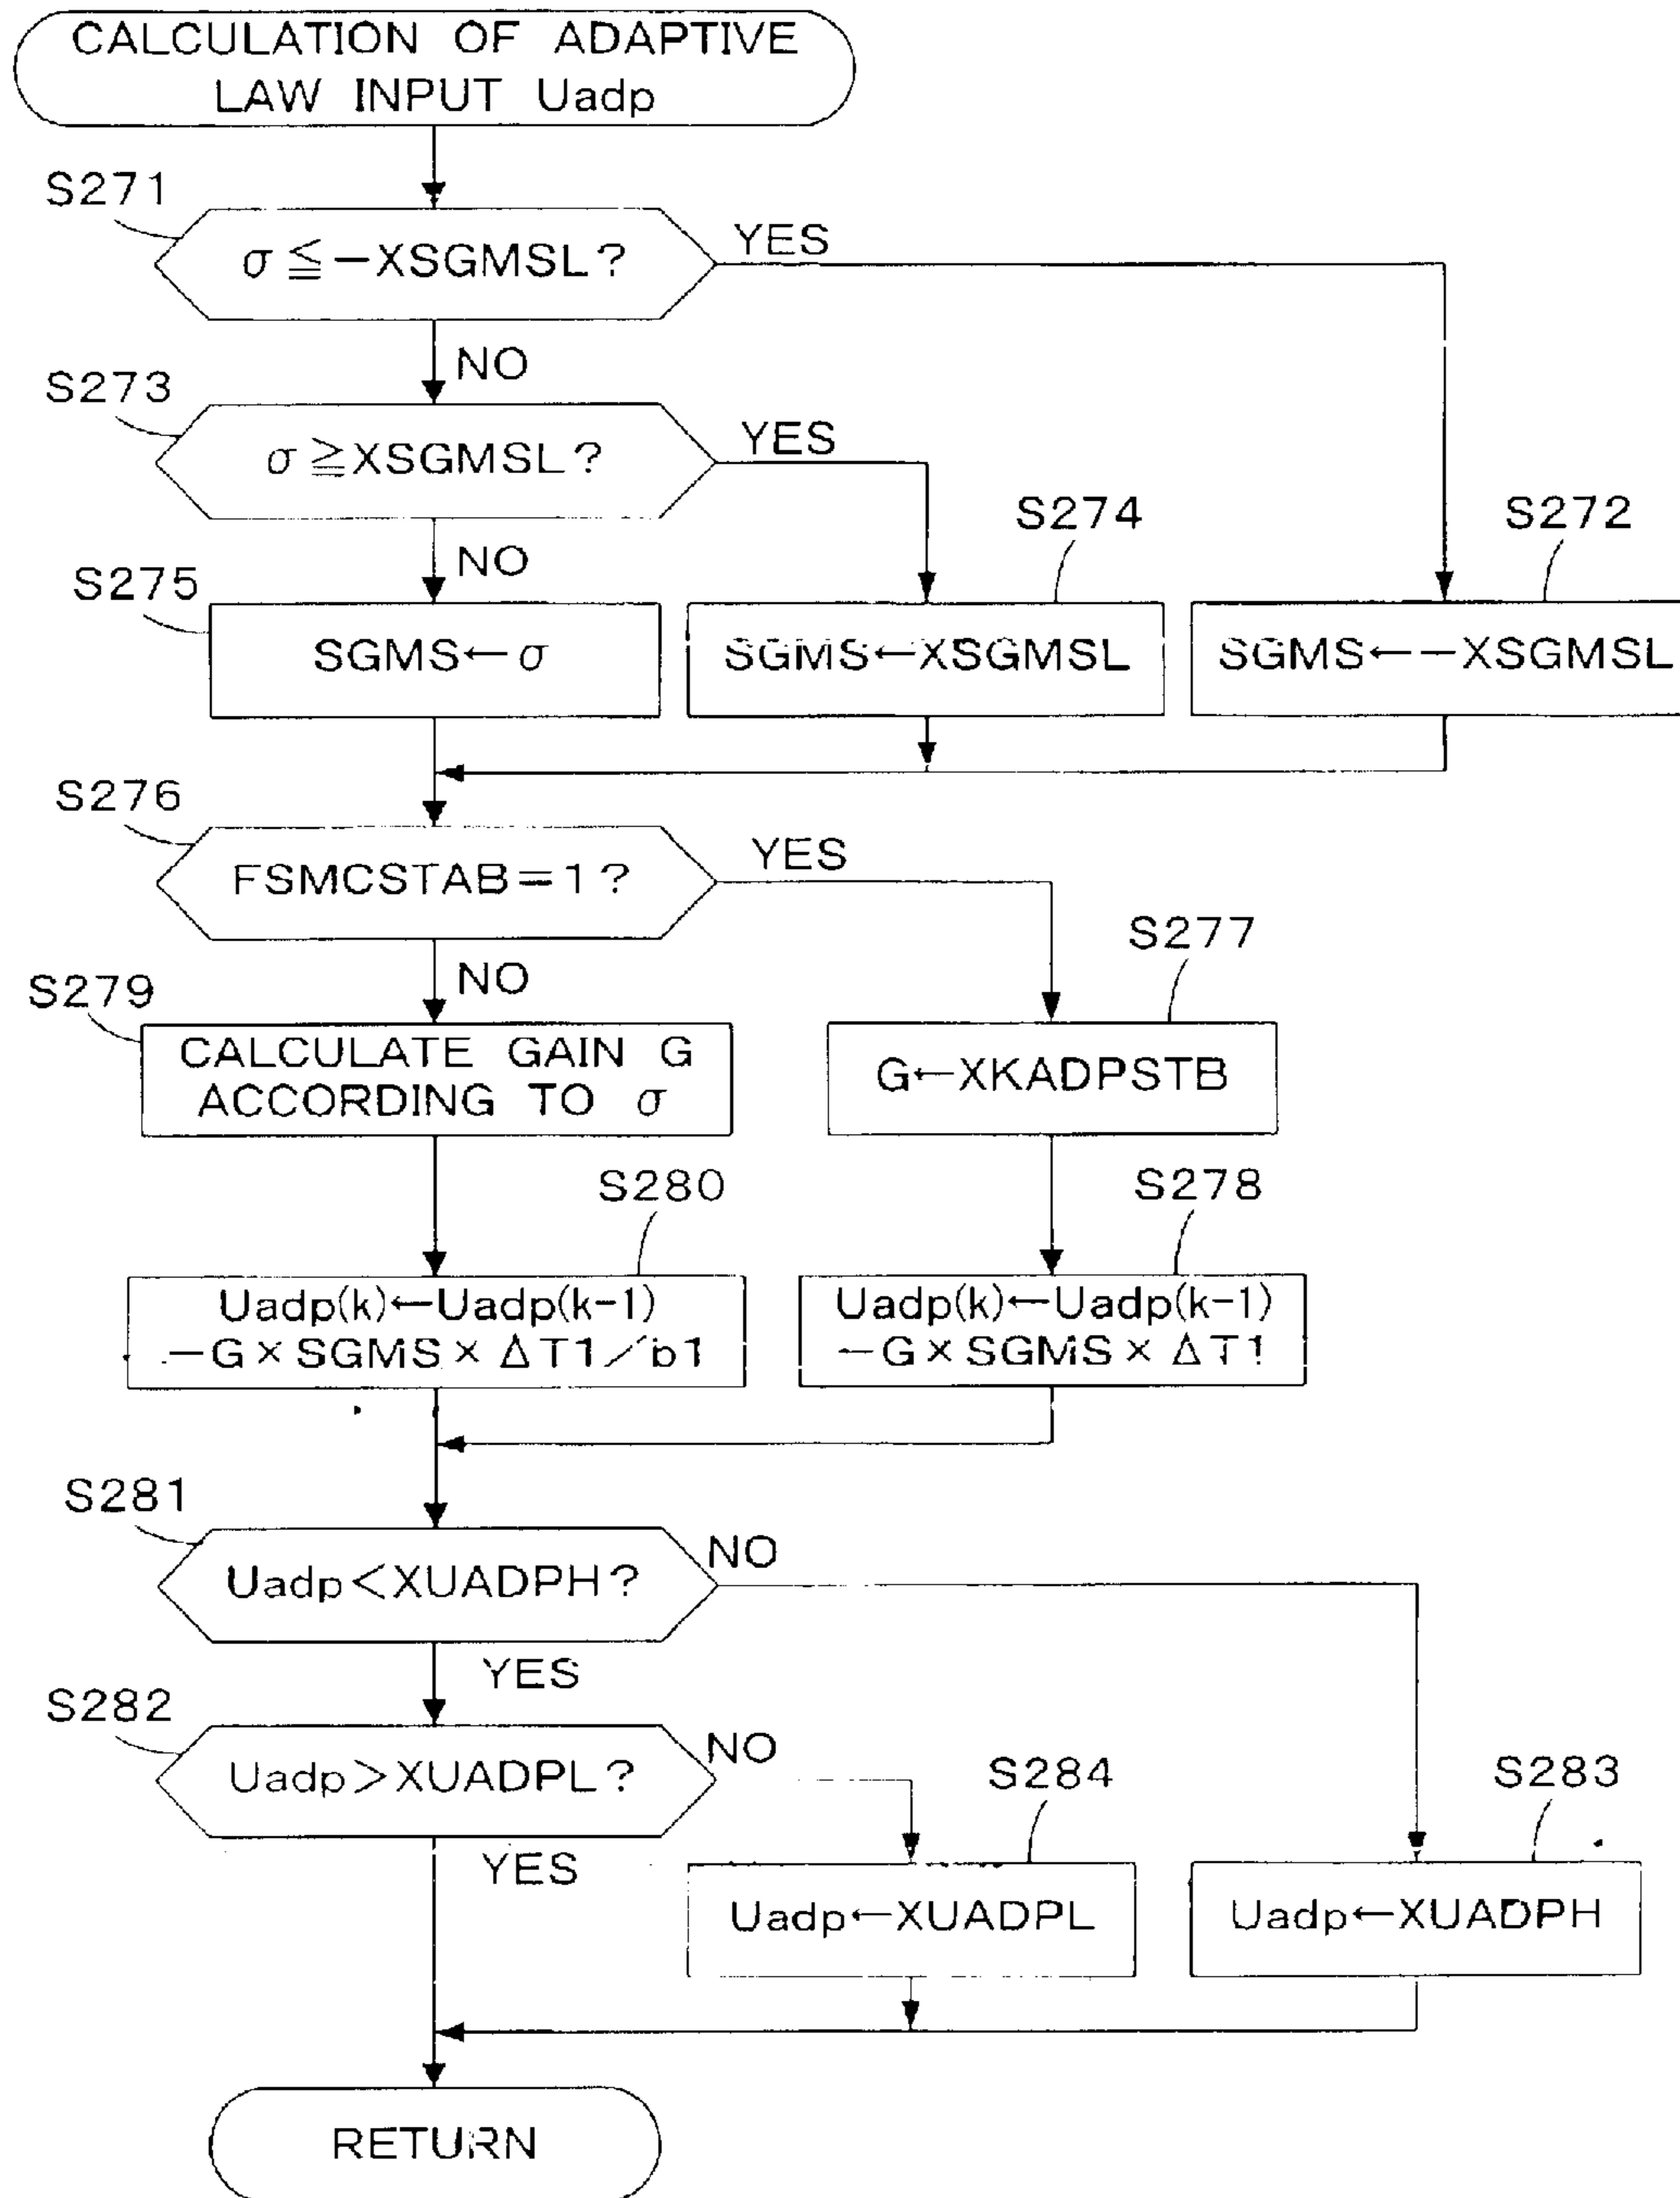 CALCULATION OF ADAPTIVE
LAW INPUT Uadp
S271
σ≦−XSGMSL?
YES
NO
S273
σ≧XSGMSL?
YES
NO
S274
S272
S275
SGMS←σ
SGMS←XSGMSL
SGMS←−XSGMSL
S276
FSMCSTAB=1?
YES
NO
S277
S279
CALCULATE GAIN G
ACCORDING TO σ
G←XKADPSTB
S280
S278
Uadp(k)←Uadp(k-1)
−G×SGMS×ΔT1/b1
Uadp(k)←Uadp(k-1)
−G×SGMS×ΔT1
S281
Uadp<XUADPH?
NO
YES
S282
Uadp>XUADPL?
NO
YES
S284
S283
Uadp←XUADPL
Uadp←XUADPH
RETURN